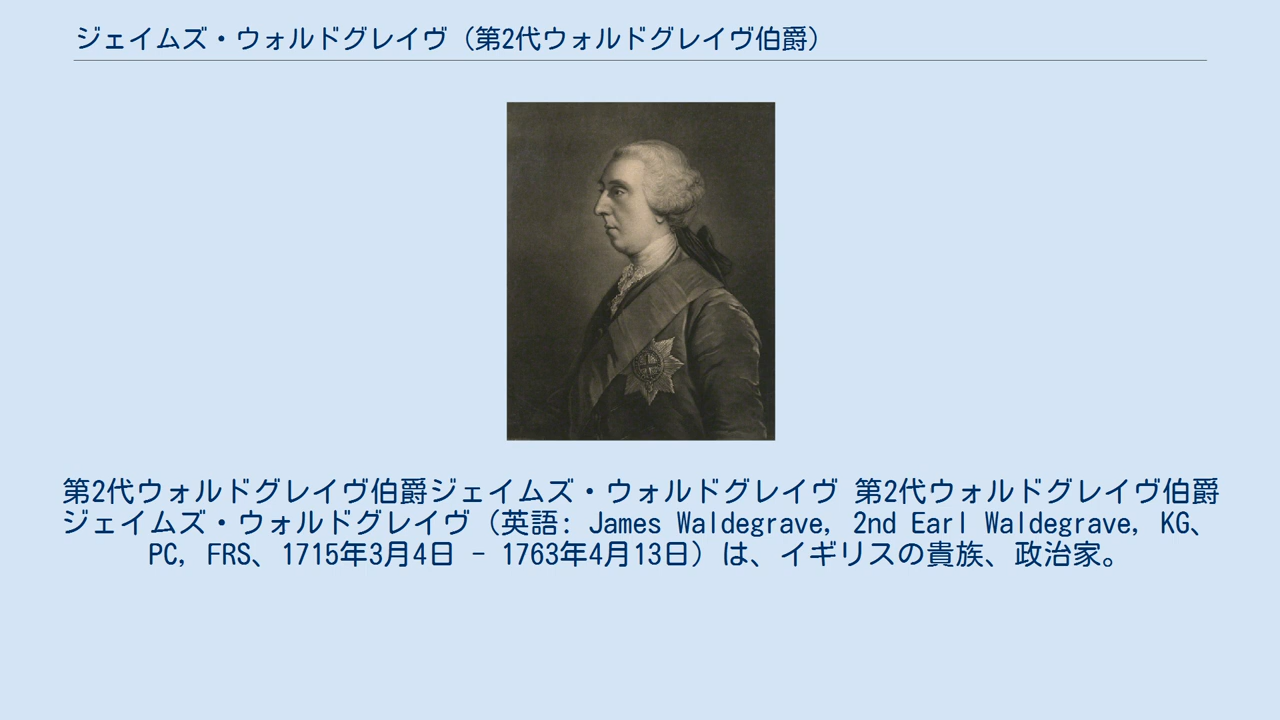 ジェイムズ・ウォルドグレイヴ（第2代ウォルドグレイヴ伯爵）
第2代ウォルドグレイヴ伯爵ジェイムズ・ウォルドグレイヴ 第2代ウォルドグレイヴ伯爵
ジェイムズ・ウォルドグレイヴ（英語: James Waldegrave, 2nd Earl Waldegrave, KG、
PC, FRS、1715年3月4日 - 1763年4月13日）は、イギリスの貴族、政治家。